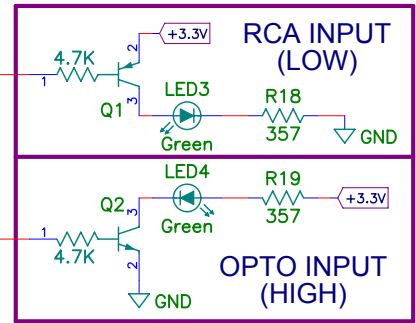 +3.3V
RCA INPUT
(LOW)
4.7K
2
1
3
Q1
LED3
Green
R18
357
GND
LED4
Green
R19
357
+3.3V
Q2
3
1
4.7K
2
GND
OPTO INPUT
(HIGH)